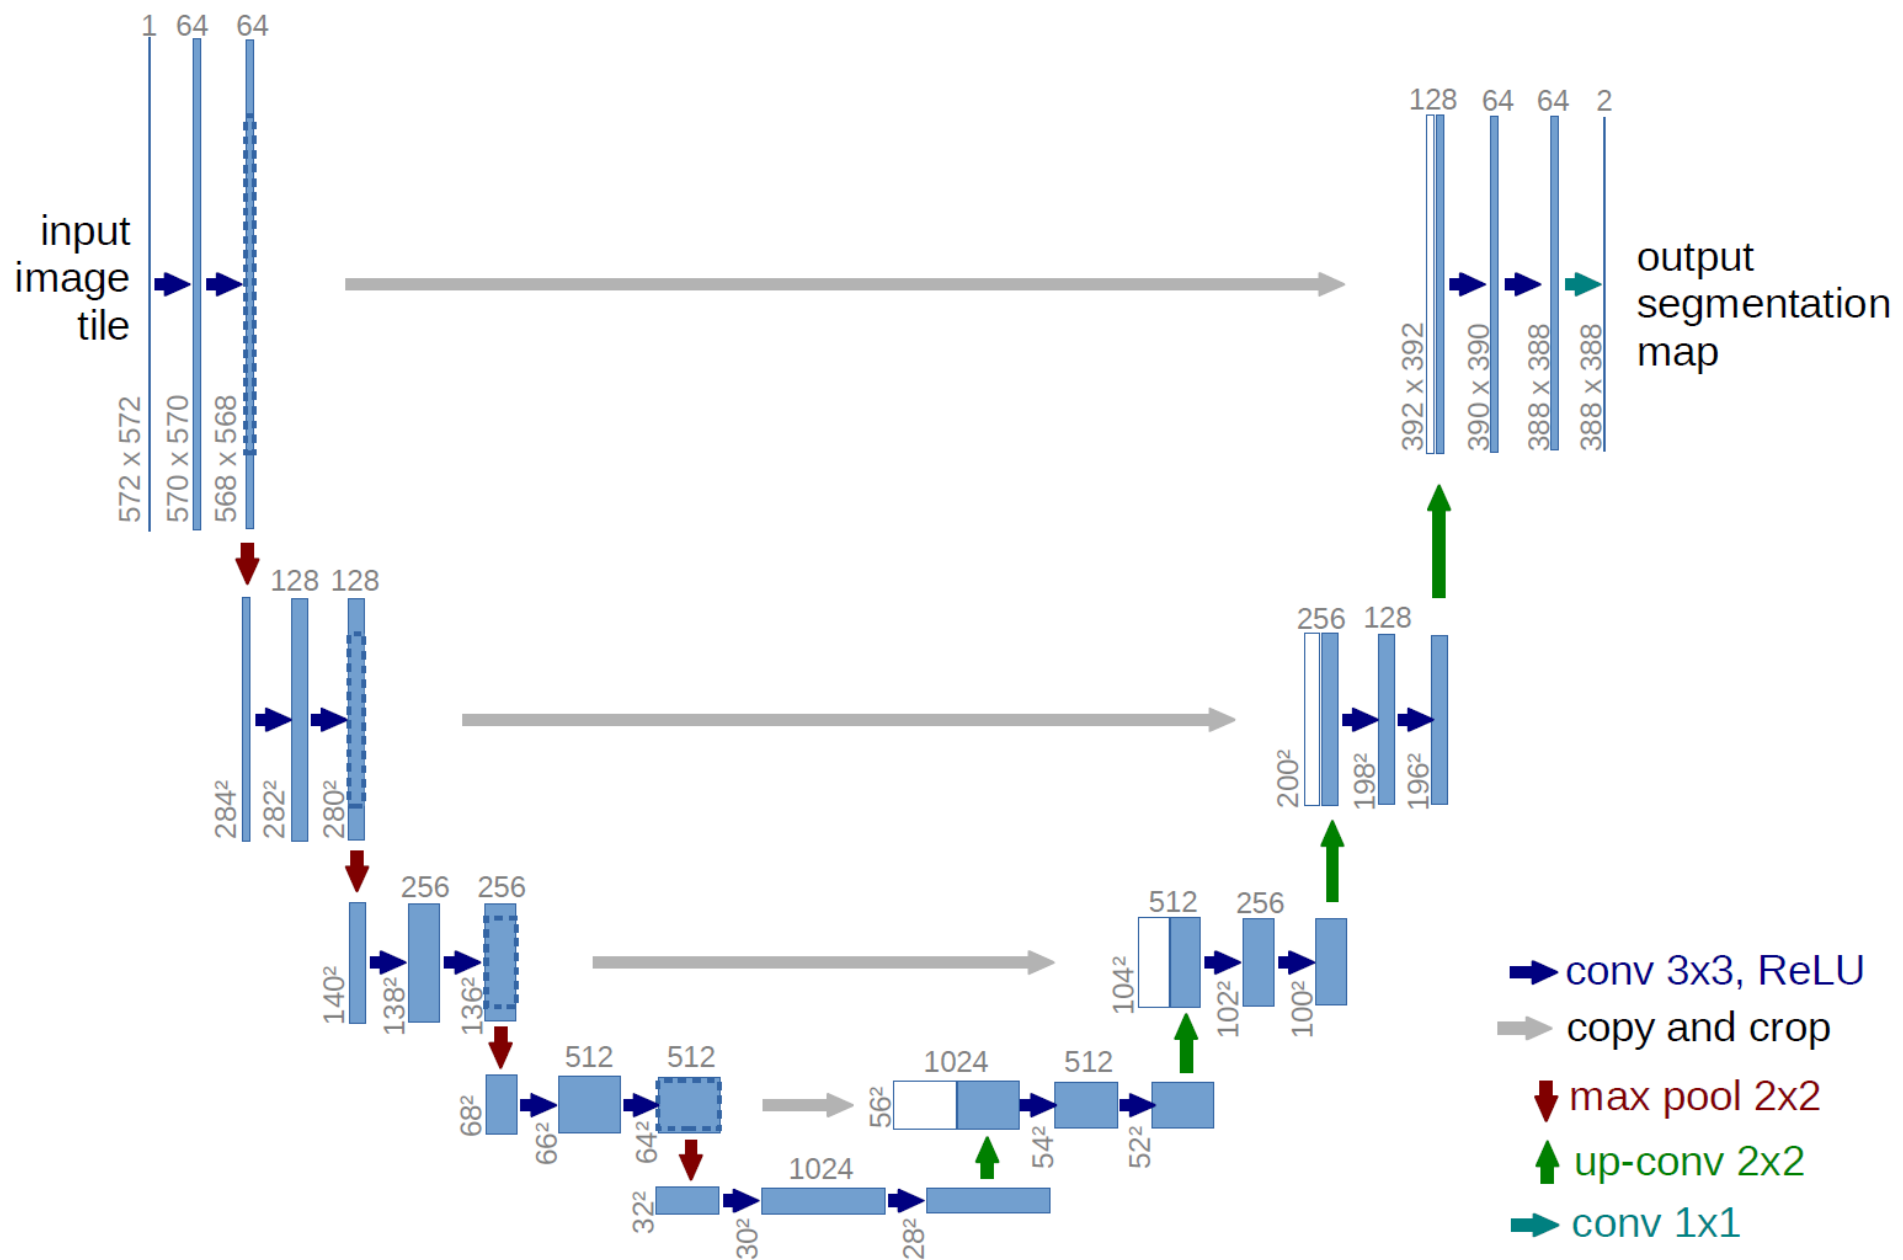 1 64 64
input
image
tile
572 x 572
570 x 570
568 x 568
128 64 64 2
392 x 392
390 x 390
388 x 388
388 x 388
output
segmentation
map
128 128
284²
282²
280²
256 128
200²
198²
196²
256 256
140²
138²
136²
512 256
104²
102²
100²
512 512
68²
66²
64²
1024 512
56²
54²
52²
1024
32²
30²
28²
conv 3x3, ReLU
copy and crop
max pool 2x2
up-conv 2x2
conv 1x1